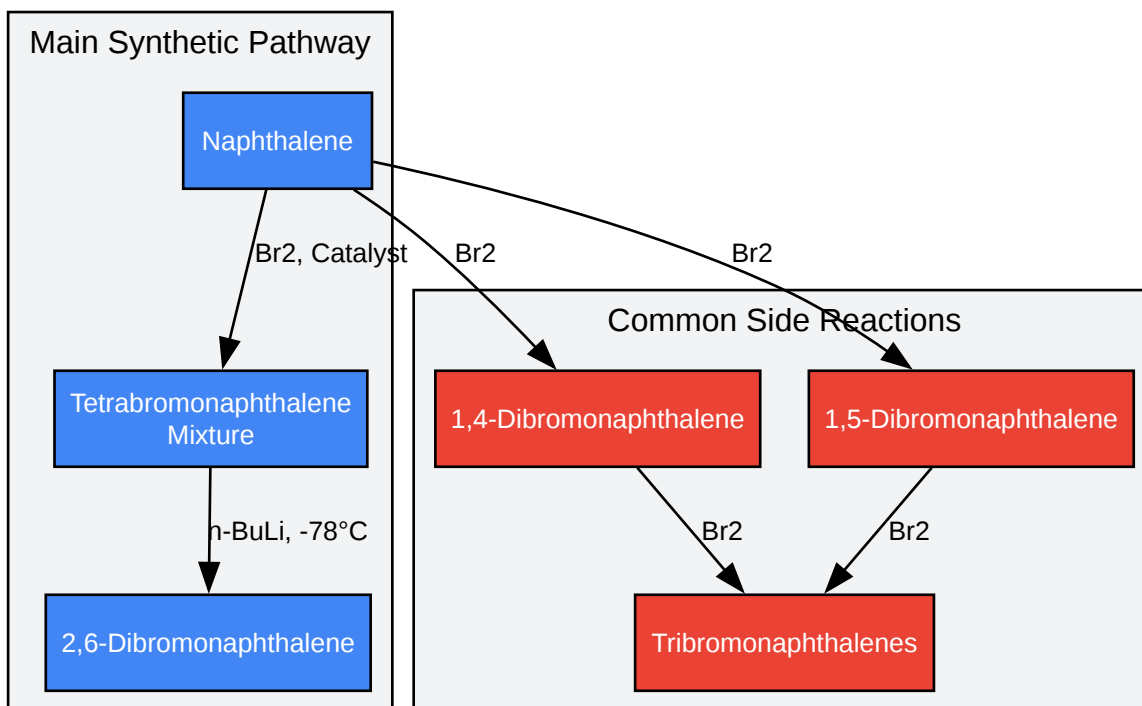 Main Synthetic Pathway
Naphthalene
Br2, Catalyst
Br2
Br2
Common Side Reactions
Tetrabromonaphthalene
Mixture
1,4-Dibromonaphthalene
1,5-Dibromonaphthalene
n-BuLi, -78°C
Br2
Br2
2,6-Dibromonaphthalene
Tribromonaphthalenes